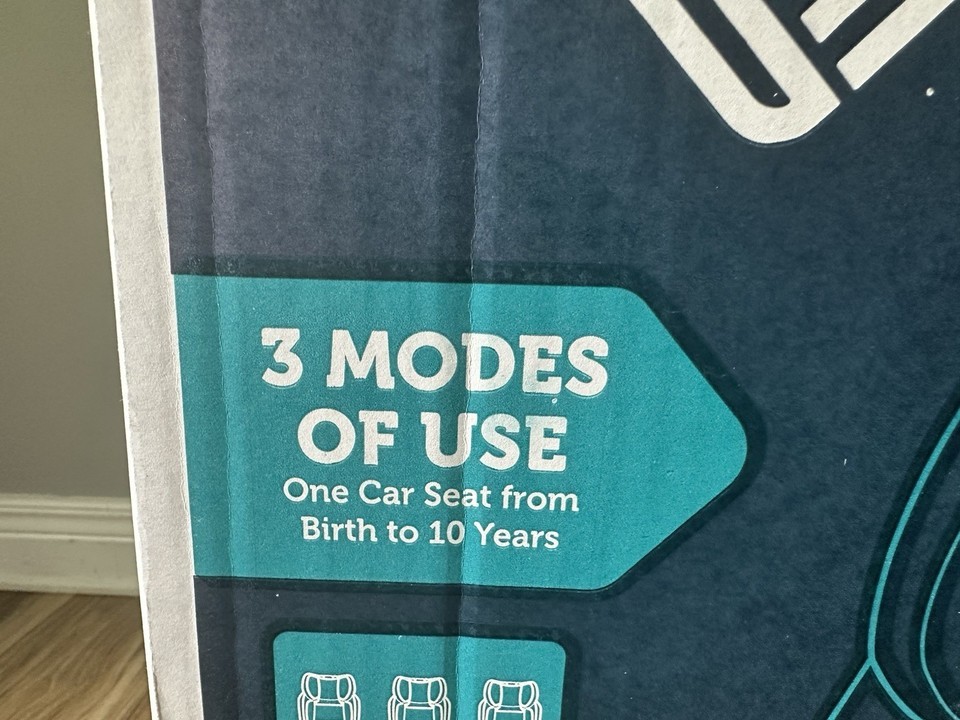 3 MODES
OF USE
One Car Seat from
Birth to 10 Years